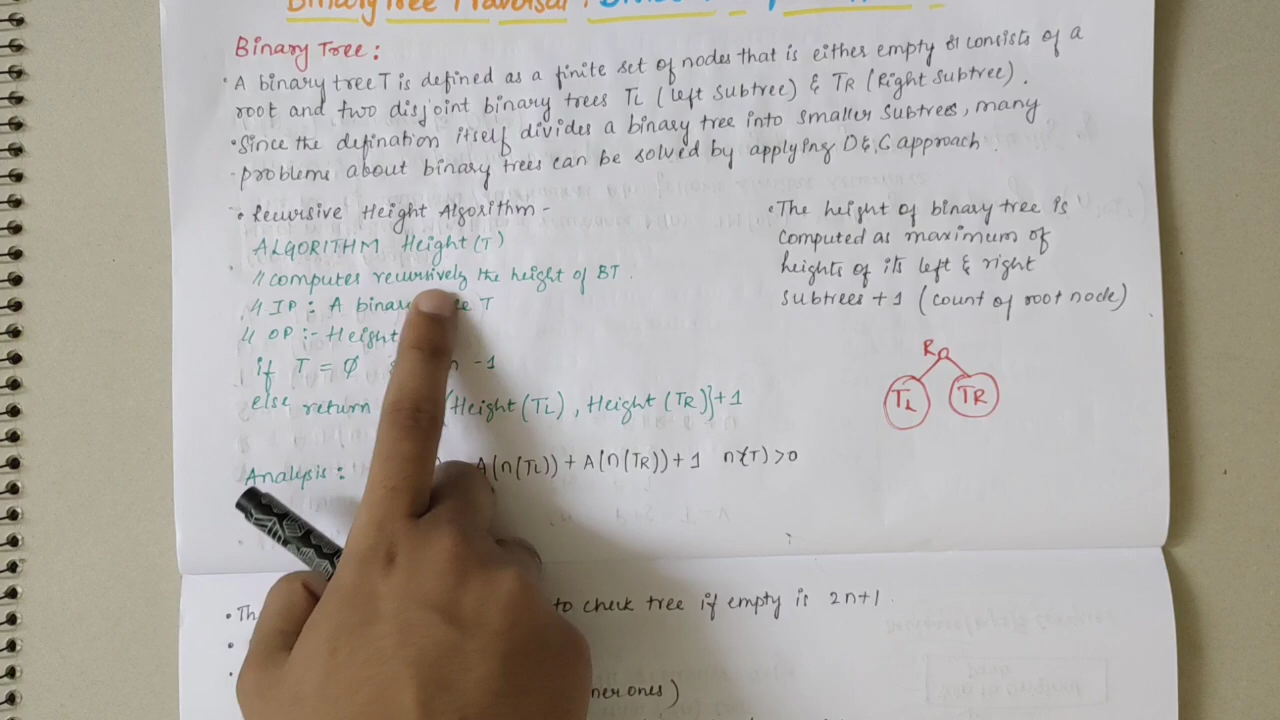 Binary Tree Traversal :
Binary Tree :
• A binary tree T is defined as a finite set of nodes that is either empty or consists of a
root and two disjoint binary trees TL (left subtree) & TR (Right subtree).
• Since the defination itself divides a binary tree into smaller subtrees, many
problems about binary trees can be solved by applying D&C approach.
• Recursive Height Algorithm -
ALGORITHM Height (T)
// computes recursively the height of BT.
// IP : A binary T
// OP :- Height
if T = ∅ -1
else return {Height (TL), Height (TR)} + 1
• The height of binary tree is
computed as maximum of
heights of its left & right
subtrees + 1 (count of root node)
R
TL TR
Analysis : A(n(TL)) + A(n(TR)) + 1 n(T) > 0
to check tree if empty is 2n+1.